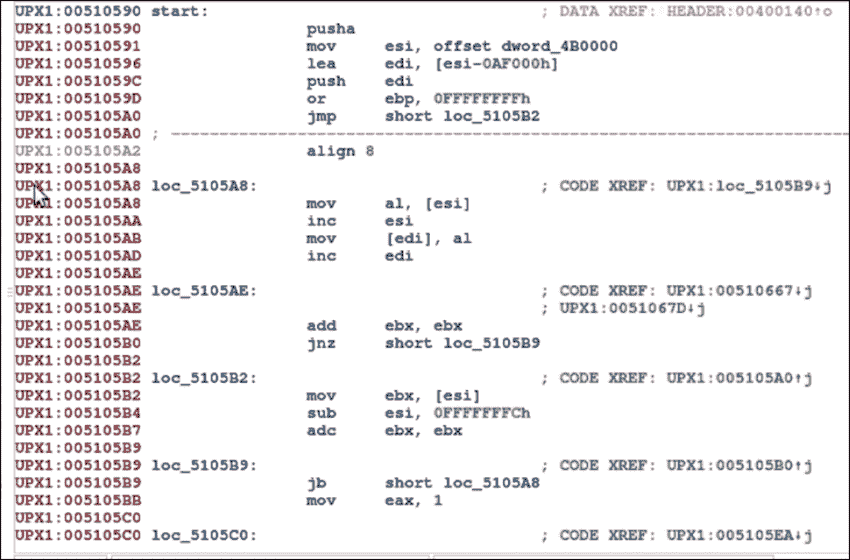 UPX1:00510590 start: ; DATA XREF: HEADER:00400140↑o
UPX1:00510590 pusha
UPX1:00510591 mov esi, offset dword_4B0000
UPX1:00510596 lea edi, [esi-0AF000h]
UPX1:0051059C push edi
UPX1:0051059D or ebp, 0FFFFFFFFh
UPX1:005105A0 jmp short loc_5105B2
UPX1:005105A0 ; ---------------------------------------------------------------------------
UPX1:005105A2 align 8
UPX1:005105A8
UPX1:005105A8 loc_5105A8: ; CODE XREF: UPX1:loc_5105B9↓j
UPX1:005105A8 mov al, [esi]
UPX1:005105AA inc esi
UPX1:005105AB mov [edi], al
UPX1:005105AD inc edi
UPX1:005105AE
UPX1:005105AE loc_5105AE: ; CODE XREF: UPX1:00510667↓j
UPX1:005105AE ; UPX1:0051067D↓j
UPX1:005105AE add ebx, ebx
UPX1:005105B0 jnz short loc_5105B9
UPX1:005105B2
UPX1:005105B2 loc_5105B2: ; CODE XREF: UPX1:005105A0↑j
UPX1:005105B2 mov ebx, [esi]
UPX1:005105B4 sub esi, 0FFFFFFFCh
UPX1:005105B7 adc ebx, ebx
UPX1:005105B9
UPX1:005105B9 loc_5105B9: ; CODE XREF: UPX1:005105B0↑j
UPX1:005105B9 jb short loc_5105A8
UPX1:005105BB mov eax, 1
UPX1:005105C0
UPX1:005105C0 loc_5105C0: ; CODE XREF: UPX1:005105EA↓j